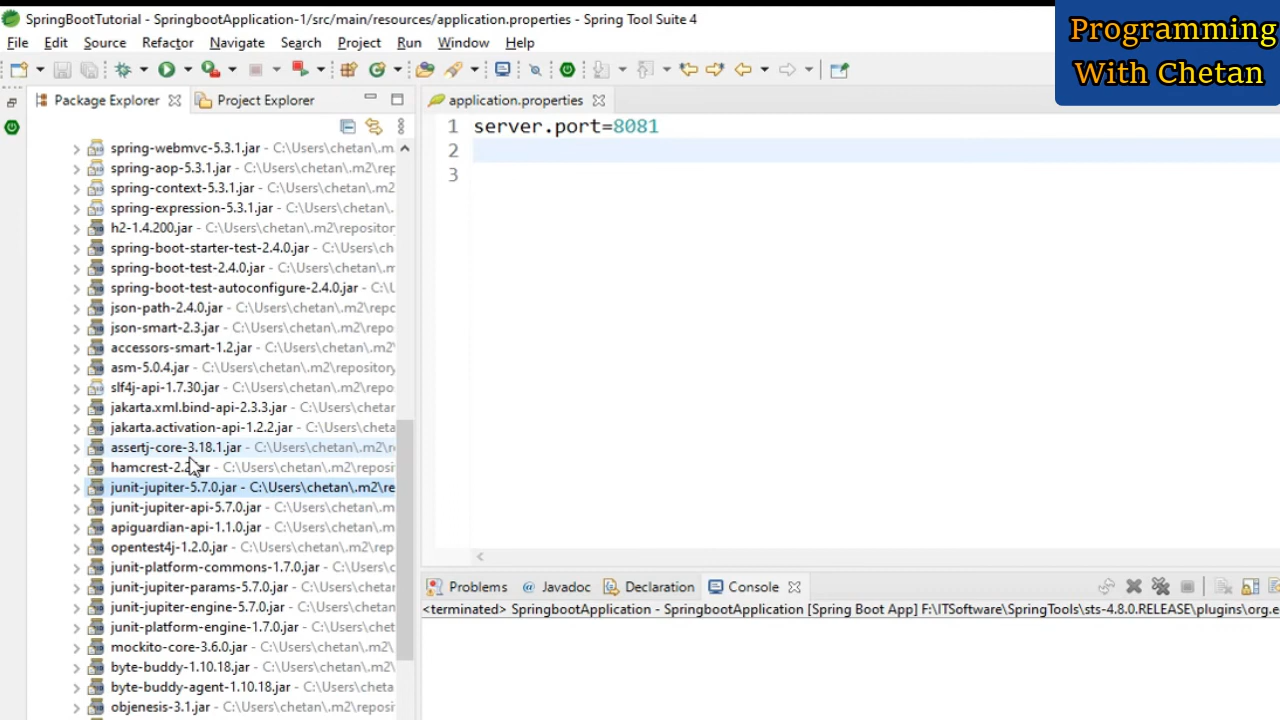 SpringBootTutorial - SpringbootApplication-1/src/main/resources/application.properties - Spring Tool Suite 4
Programming
With Chetan
File Edit Source Refactor Navigate Search Project Run Window Help
Package Explorer Project Explorer
application.properties
1 server.port=8081
2
3
spring-webmvc-5.3.1.jar - C:\Users\chetan\.m
spring-aop-5.3.1.jar - C:\Users\chetan\.m2\rep
spring-context-5.3.1.jar - C:\Users\chetan\.m2
spring-expression-5.3.1.jar - C:\Users\chetan\.
h2-1.4.200.jar - C:\Users\chetan\.m2\repository
spring-boot-starter-test-2.4.0.jar - C:\Users\ch
spring-boot-test-2.4.0.jar - C:\Users\chetan\.m
spring-boot-test-autoconfigure-2.4.0.jar - C:\U
json-path-2.4.0.jar - C:\Users\chetan\.m2\repo
json-smart-2.3.jar - C:\Users\chetan\.m2\repo
accessors-smart-1.2.jar - C:\Users\chetan\.m2\
asm-5.0.4.jar - C:\Users\chetan\.m2\repository
slf4j-api-1.7.30.jar - C:\Users\chetan\.m2\repo
jakarta.xml.bind-api-2.3.3.jar - C:\Users\chetar
jakarta.activation-api-1.2.2.jar - C:\Users\chetan
assertj-core-3.18.1.jar - C:\Users\chetan\.m2\r
hamcrest-2.2.jar - C:\Users\chetan\.m2\reposi
junit-jupiter-5.7.0.jar - C:\Users\chetan\.m2\re
junit-jupiter-api-5.7.0.jar - C:\Users\chetan\.m
apiguardian-api-1.1.0.jar - C:\Users\chetan\.m2
opentest4j-1.2.0.jar - C:\Users\chetan\.m2\rep
junit-platform-commons-1.7.0.jar - C:\Users\c
junit-jupiter-params-5.7.0.jar - C:\Users\chetan
junit-jupiter-engine-5.7.0.jar - C:\Users\chetan
junit-platform-engine-1.7.0.jar - C:\Users\chet
mockito-core-3.6.0.jar - C:\Users\chetan\.m2\
byte-buddy-1.10.18.jar - C:\Users\chetan\.m2\
byte-buddy-agent-1.10.18.jar - C:\Users\cheta
objenesis-3.1.jar - C:\Users\chetan\.m2\reposi
Problems @ Javadoc Declaration Console
<terminated> SpringbootApplication - SpringbootApplication [Spring Boot App] F:\ITSoftware\SpringTools\sts-4.8.0.RELEASE\plugins\org.e